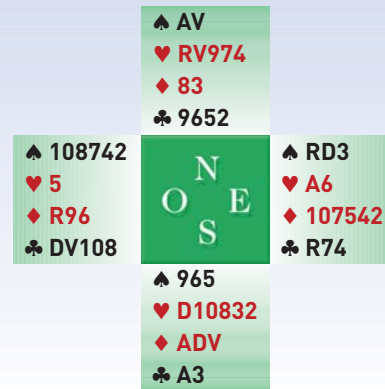 ♠ AV
♥ RV974
♦ 83
♣ 9652
♠ 108742
♥ 5
♦ R96
♣ DV108
N
O E
S
♠ RD3
♥ A6
♦ 107542
♣ R74
♠ 965
♥ D10832
♦ ADV
♣ A3